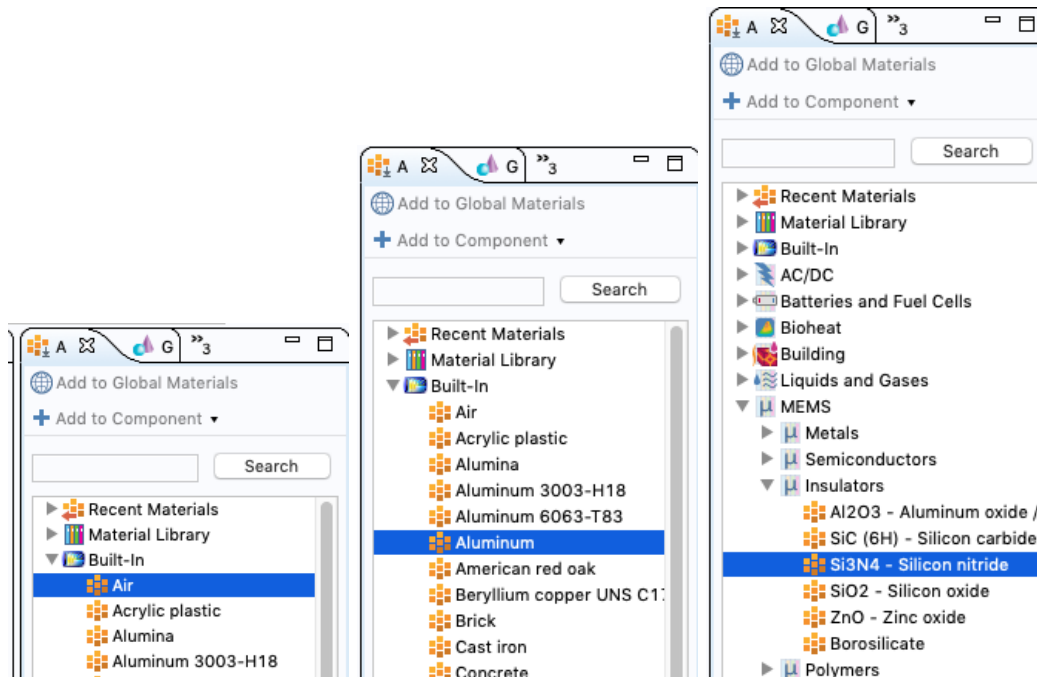 A G »3
Add to Global Materials
Add to Component
Search
Recent Materials
Material Library
Built-In
Air
Acrylic plastic
Alumina
Aluminum 3003-H18
A G »3
Add to Global Materials
Add to Component
Search
Recent Materials
Material Library
Built-In
Air
Acrylic plastic
Alumina
Aluminum 3003-H18
Aluminum 6063-T83
Aluminum
American red oak
Beryllium copper UNS C17
Brick
Cast iron
Concrete
A G »3
Add to Global Materials
Add to Component
Search
Recent Materials
Material Library
Built-In
AC/DC
Batteries and Fuel Cells
Bioheat
Building
Liquids and Gases
μ MEMS
μ Metals
μ Semiconductors
μ Insulators
Al2O3 - Aluminum oxide /
SiC (6H) - Silicon carbide
Si3N4 - Silicon nitride
SiO2 - Silicon oxide
ZnO - Zinc oxide
Borosilicate
μ Polymers